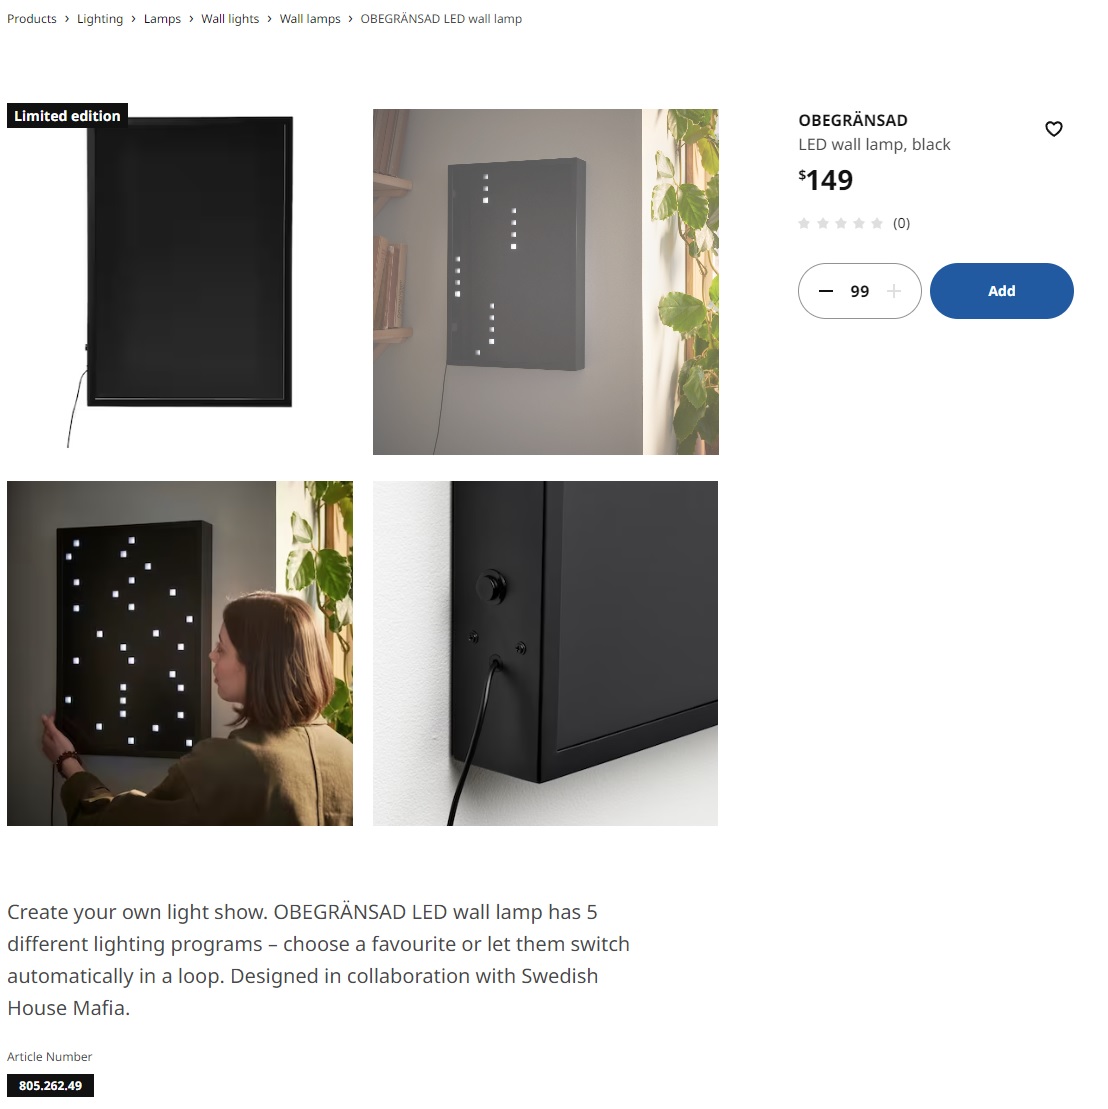 Products > Lighting > Lamps > Wall lights > Wall lamps > OBEGRÄNSAD LED wall lamp
Limited edition
OBEGRÄNSAD
LED wall lamp, black
$149
(0)
99
Add
Create your own light show. OBEGRÄNSAD LED wall lamp has 5
different lighting programs – choose a favourite or let them switch
automatically in a loop. Designed in collaboration with Swedish
House Mafia.
Article Number
805.262.49